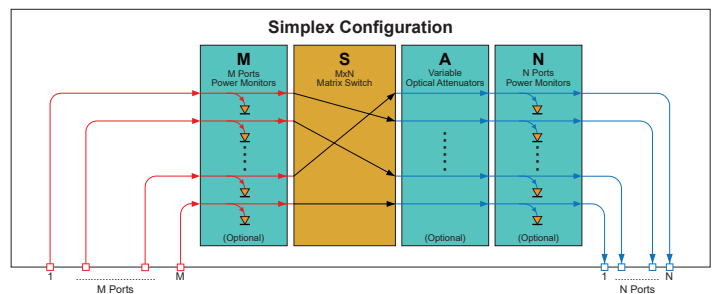 Simplex Configuration
M
M Ports
Power Monitors
(Optional)
S
MxN
Matrix Switch
A
Variable
Optical Attenuators
(Optional)
N
N Ports
Power Monitors
(Optional)
1
M
M Ports
1
N
N Ports